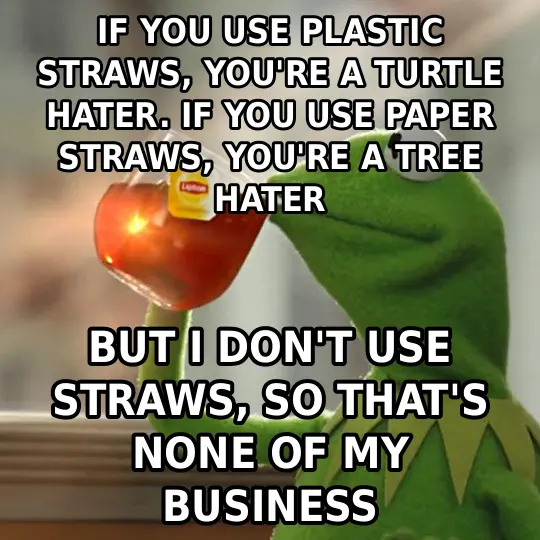 IF YOU USE PLASTIC
STRAWS, YOU'RE A TURTLE
HATER. IF YOU USE PAPER
STRAWS, YOU'RE A TREE
HATER
Lipton
BUT I DON'T USE
STRAWS, SO THAT'S
NONE OF MY
BUSINESS